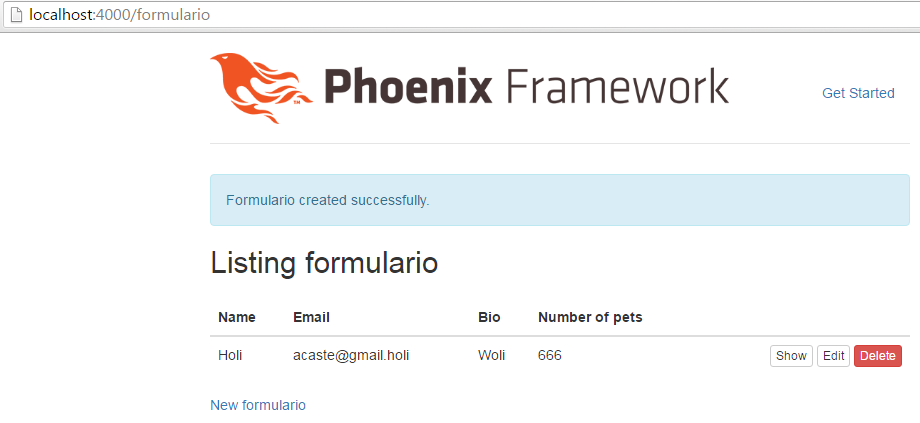 localhost:4000/formulario
Phoenix Framework
Get Started
Formulario created successfully.
Listing formulario
Name Email Bio Number of pets
Holi acaste@gmail.holi Woli 666 Show Edit Delete
New formulario